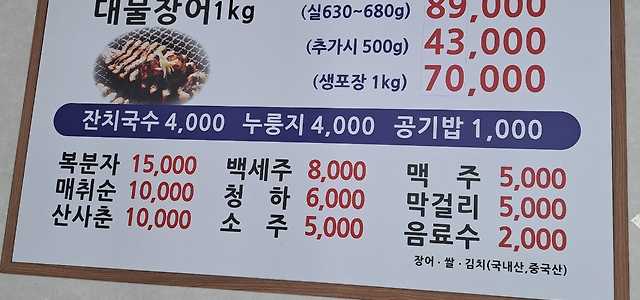 대물장어1kg
(실630~680g) 89,000
(추가시 500g) 43,000
(생포장 1kg) 70,000
잔치국수 4,000 누룽지 4,000 공기밥 1,000
복분자 15,000 백세주 8,000 맥 주 5,000
매취순 10,000 청 하 6,000 막걸리 5,000
산사춘 10,000 소 주 5,000 음료수 2,000
장어·쌀·김치(국내산,중국산)